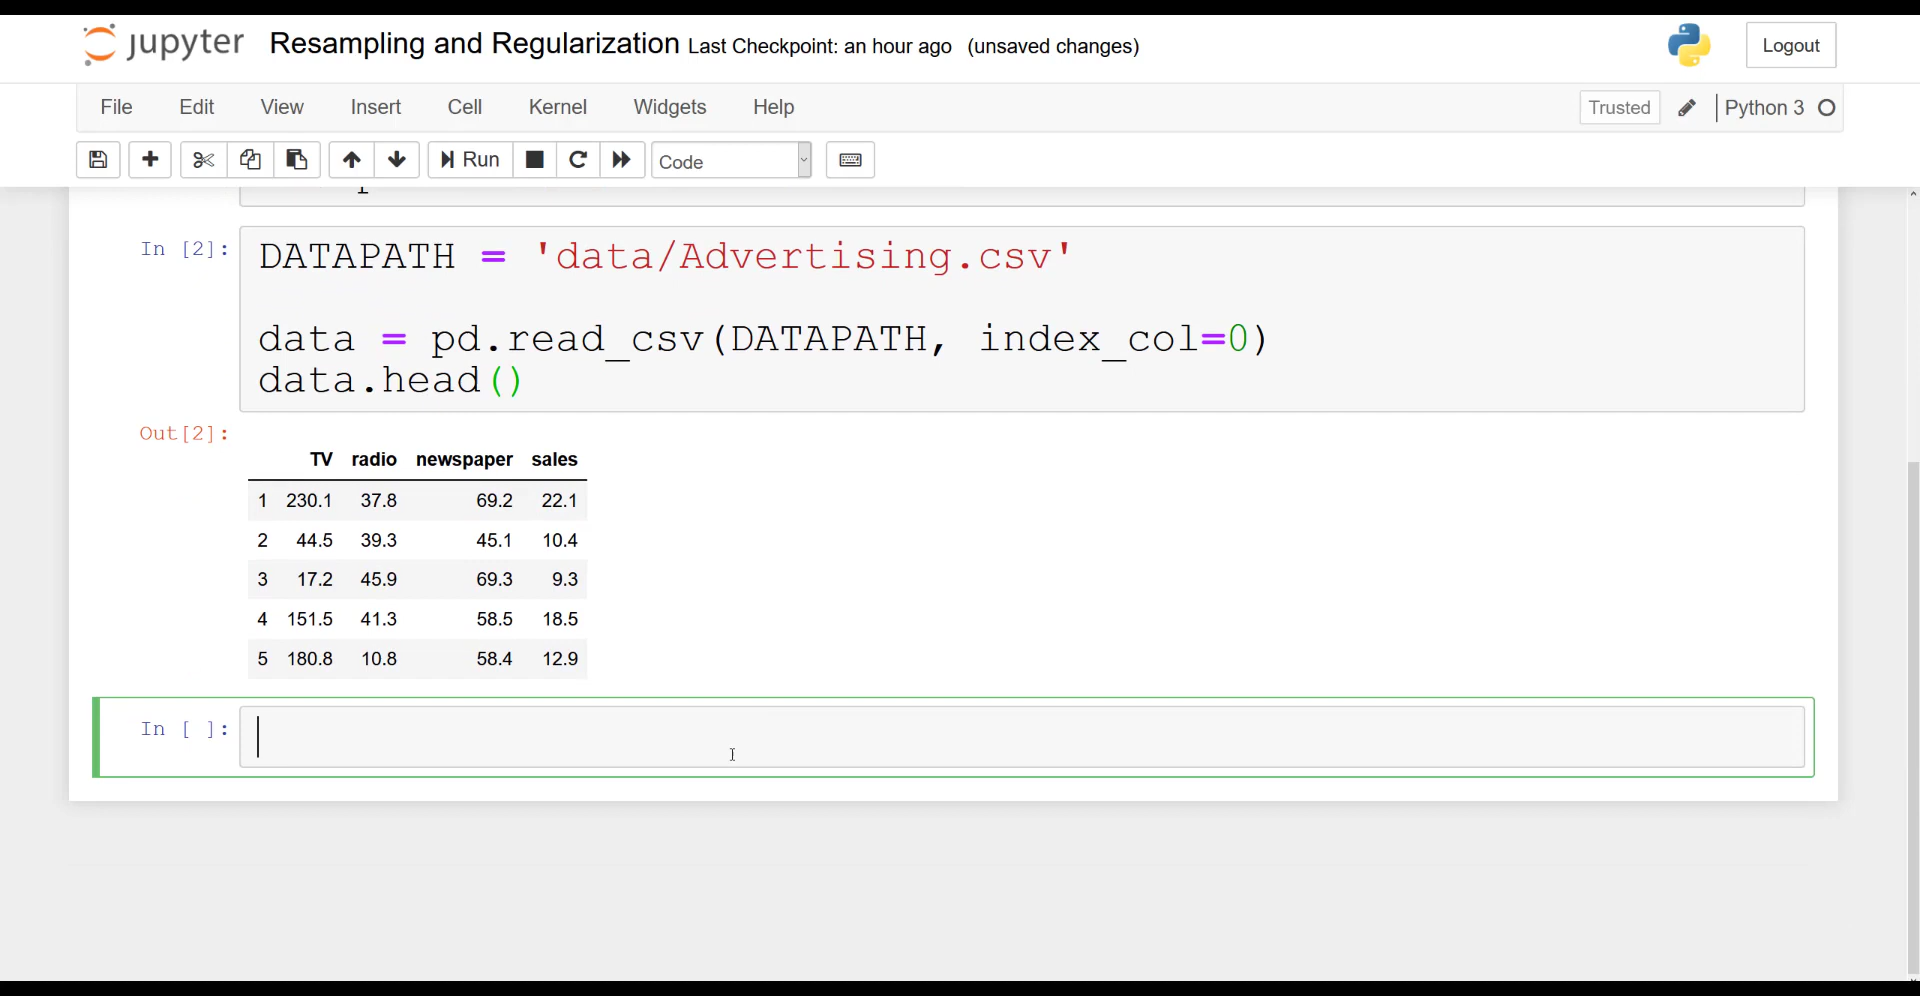 jupyter Resampling and Regularization Last Checkpoint: an hour ago (unsaved changes) Logout
File Edit View Insert Cell Kernel Widgets Help Trusted Python 3
Run Code
In [2]: DATAPATH = 'data/Advertising.csv'
data = pd.read_csv(DATAPATH, index_col=0)
data.head()
Out[2]:
TV radio newspaper sales
1 230.1 37.8 69.2 22.1
2 44.5 39.3 45.1 10.4
3 17.2 45.9 69.3 9.3
4 151.5 41.3 58.5 18.5
5 180.8 10.8 58.4 12.9
In [ ]: